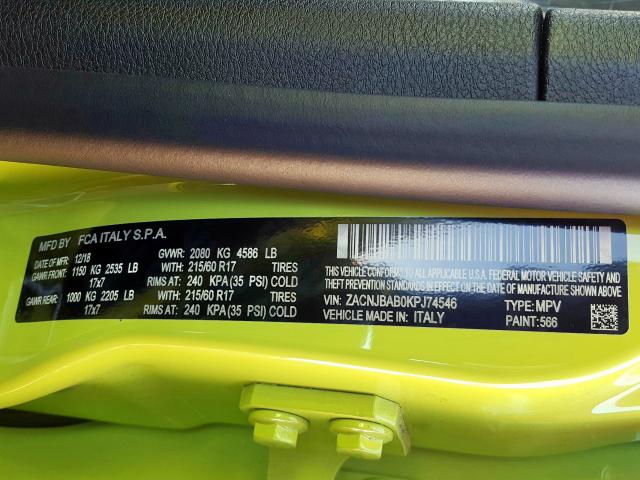 MFD BY FCA ITALY S.P.A.
DATE OF MFR: 12/18 GVWR: 2080 KG 4586 LB
GAWR FRONT: 1150 KG 2535 LB WITH 215/60 R17 TIRES
17x7 RIMS AT: 240 KPA (35 PSI) COLD
GAWR REAR: 1000 KG 2205 LB WITH 215/60 R17 TIRES
17x7 RIMS AT: 240 KPA (35 PSI) COLD
THIS VEHICLE CONFORMS TO ALL APPLICABLE U.S.A. FEDERAL MOTOR VEHICLE SAFETY AND
THEFT PREVENTION STANDARDS IN EFFECT ON THE DATE OF MANUFACTURE SHOWN ABOVE
VIN: ZACNJBAB0KPJ74546 TYPE: MPV
VEHICLE MADE IN: ITALY PAINT: 566